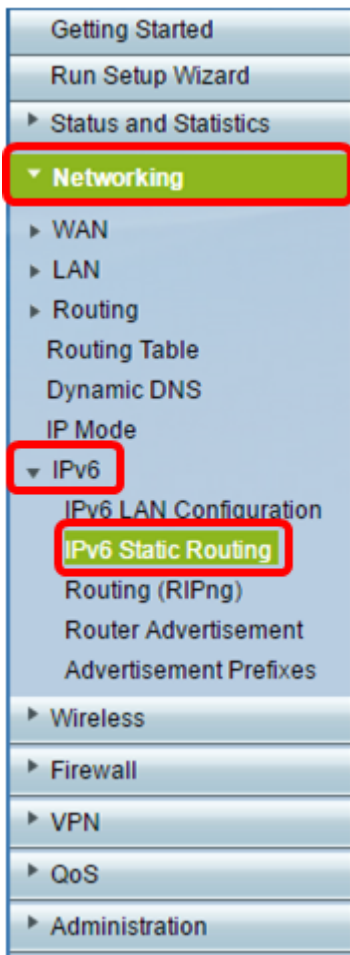 Getting Started
Run Setup Wizard
Status and Statistics
Networking
WAN
LAN
Routing
Routing Table
Dynamic DNS
IP Mode
IPv6
IPv6 LAN Configuration
IPv6 Static Routing
Routing (RIPng)
Router Advertisement
Advertisement Prefixes
Wireless
Firewall
VPN
QoS
Administration